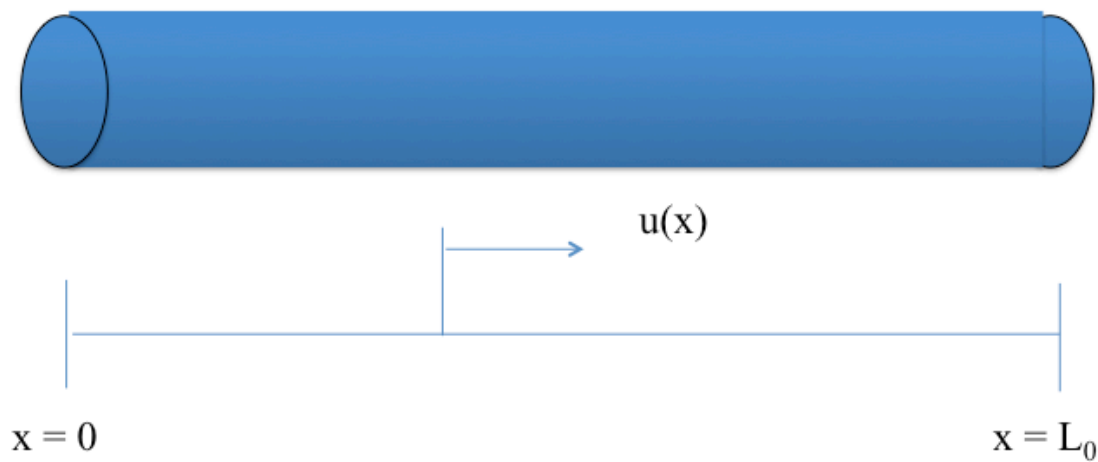 u(x)
x = 0
x = L₀